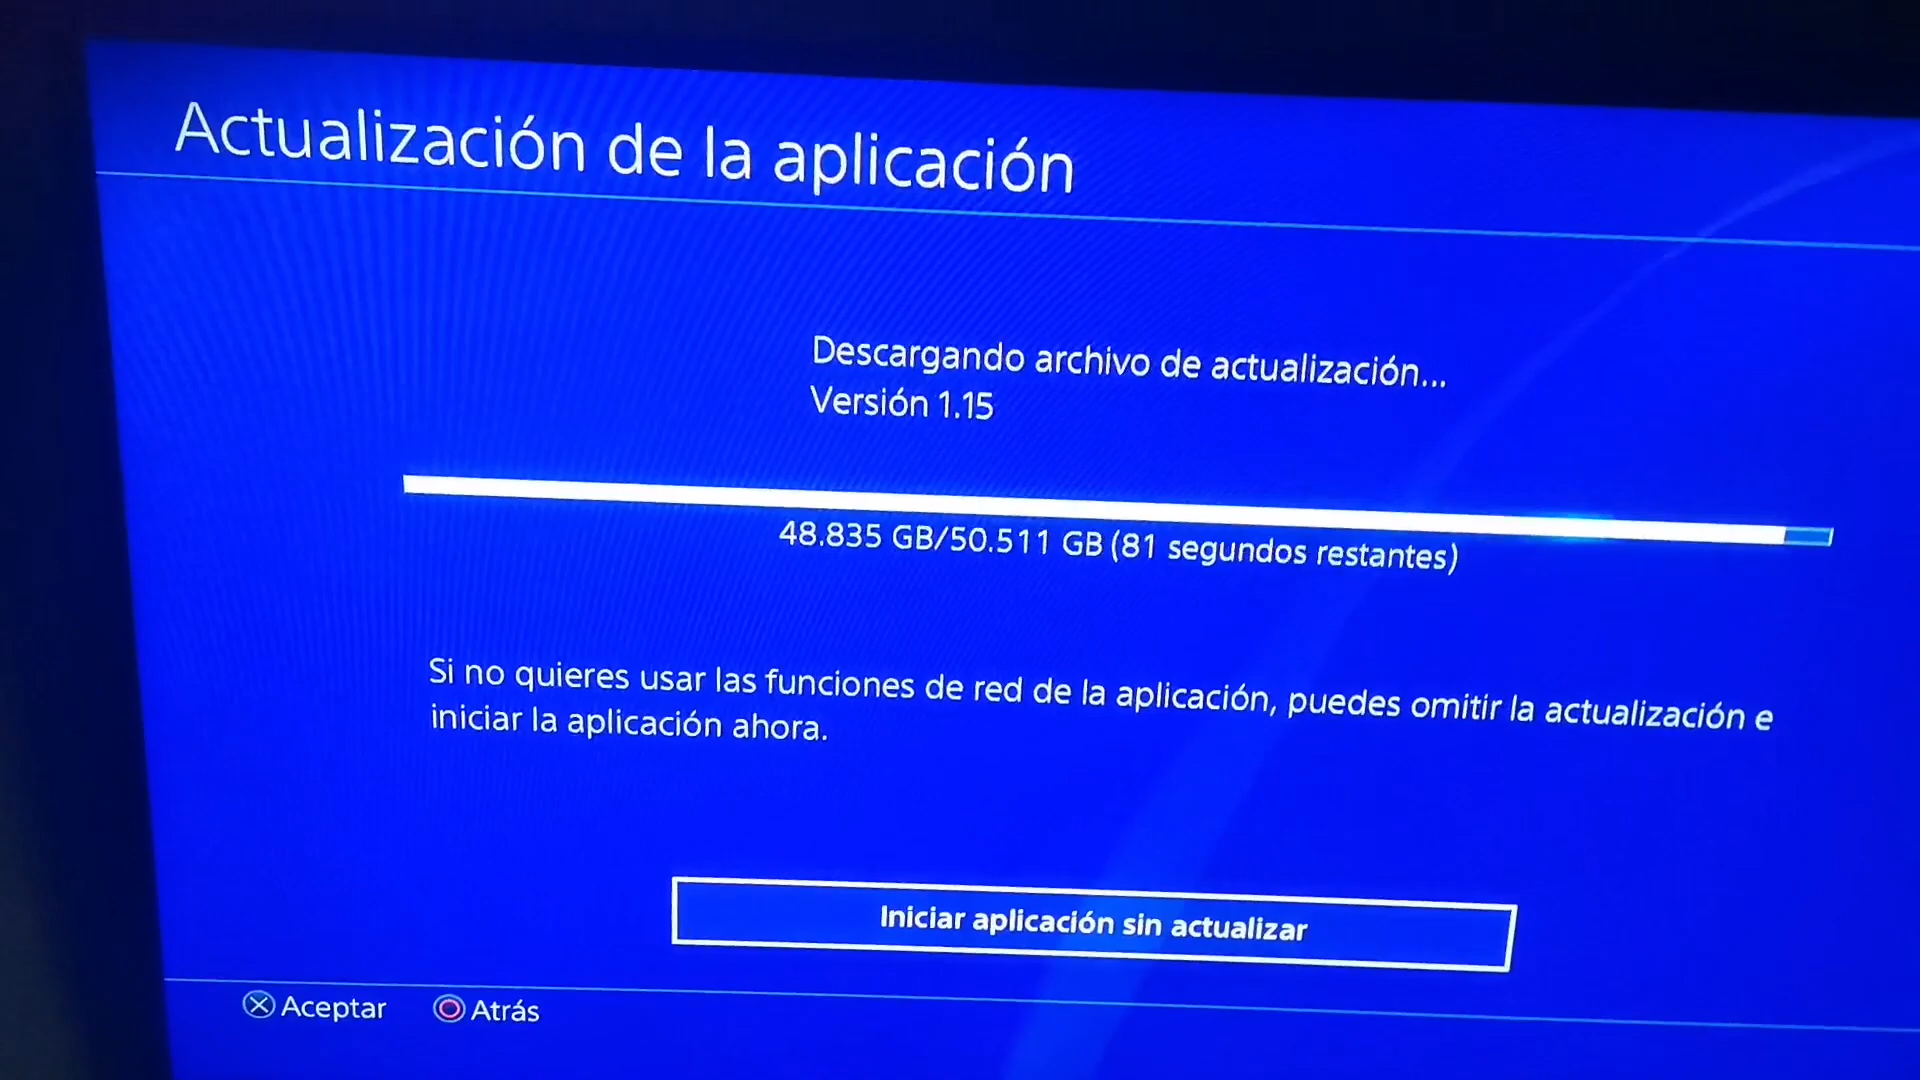 Actualización de la aplicación
Descargando archivo de actualización...
Versión 1.15
48.835 GB/50.511 GB (81 segundos restantes)
Si no quieres usar las funciones de red de la aplicación, puedes omitir la actualización e
iniciar la aplicación ahora.
Iniciar aplicación sin actualizar
Aceptar Atrás